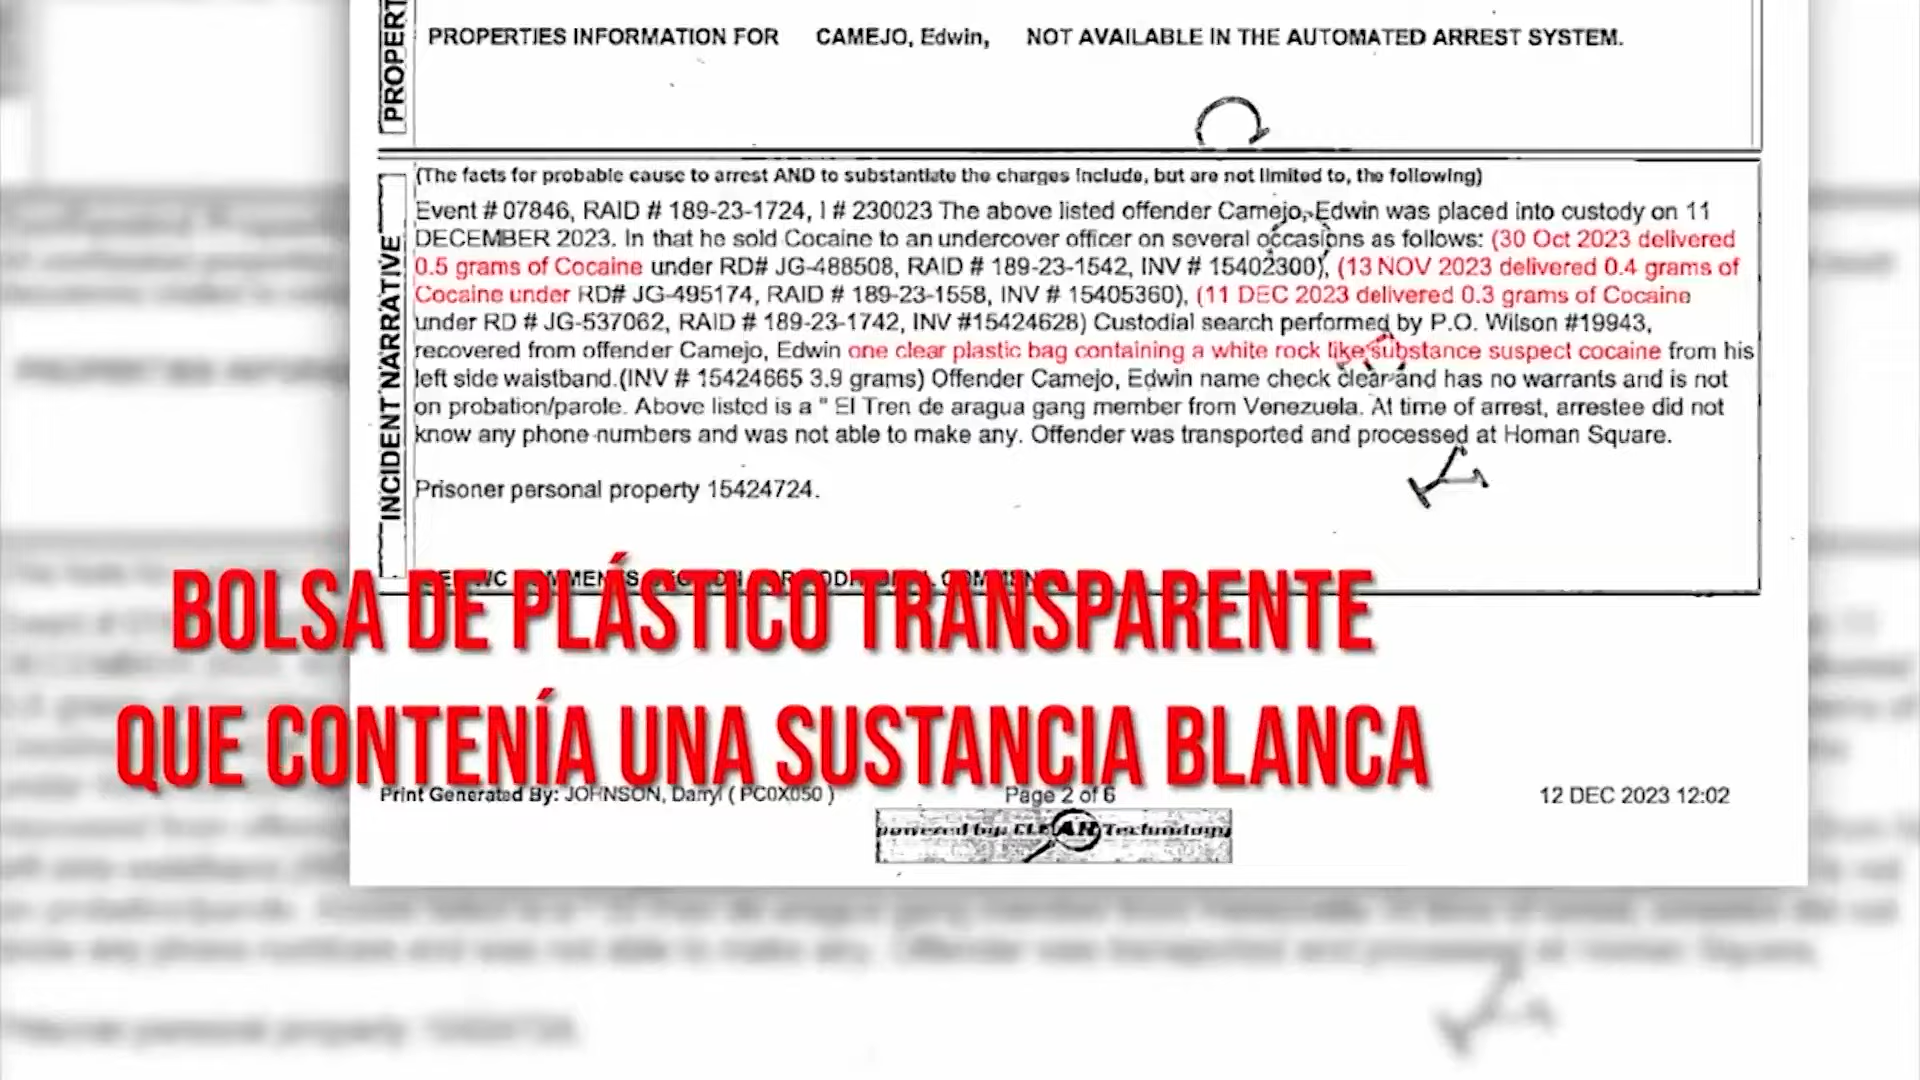 PROPERT
PROPERTIES INFORMATION FOR CAMEJO, Edwin, NOT AVAILABLE IN THE AUTOMATED ARREST SYSTEM.
INCIDENT NARRATIVE
(The facts for probable cause to arrest AND to substantiate the charges include, but are not limited to, the following)
Event # 07846, RAID # 189-23-1724, I # 230023 The above listed offender Camejo, Edwin was placed into custody on 11
DECEMBER 2023. In that he sold Cocaine to an undercover officer on several occasions as follows: (30 Oct 2023 delivered
0.5 grams of Cocaine under RD# JG-488508, RAID # 189-23-1542, INV # 15402300), (13 NOV 2023 delivered 0.4 grams of
Cocaine under RD# JG-495174, RAID # 189-23-1558, INV # 15405360), (11 DEC 2023 delivered 0.3 grams of Cocaine
under RD # JG-537062, RAID # 189-23-1742, INV #15424628) Custodial search performed by P.O. Wilson #19943,
recovered from offender Camejo, Edwin one clear plastic bag containing a white rock like substance suspect cocaine from his
left side waistband.(INV # 15424665 3.9 grams) Offender Camejo, Edwin name check clear and has no warrants and is not
on probation/parole. Above listed is a " El Tren de aragua gang member from Venezuela. At time of arrest, arrestee did not
know any phone numbers and was not able to make any. Offender was transported and processed at Homan Square.
Prisoner personal property 15424724.
BOLSA DE PLÁSTICO TRANSPARENTE
QUE CONTENÍA UNA SUSTANCIA BLANCA
Print Generated By: JOHNSON, Darryl ( PC0X050 ) Page 2 of 6 12 DEC 2023 12:02
powered by CLEAR Technology